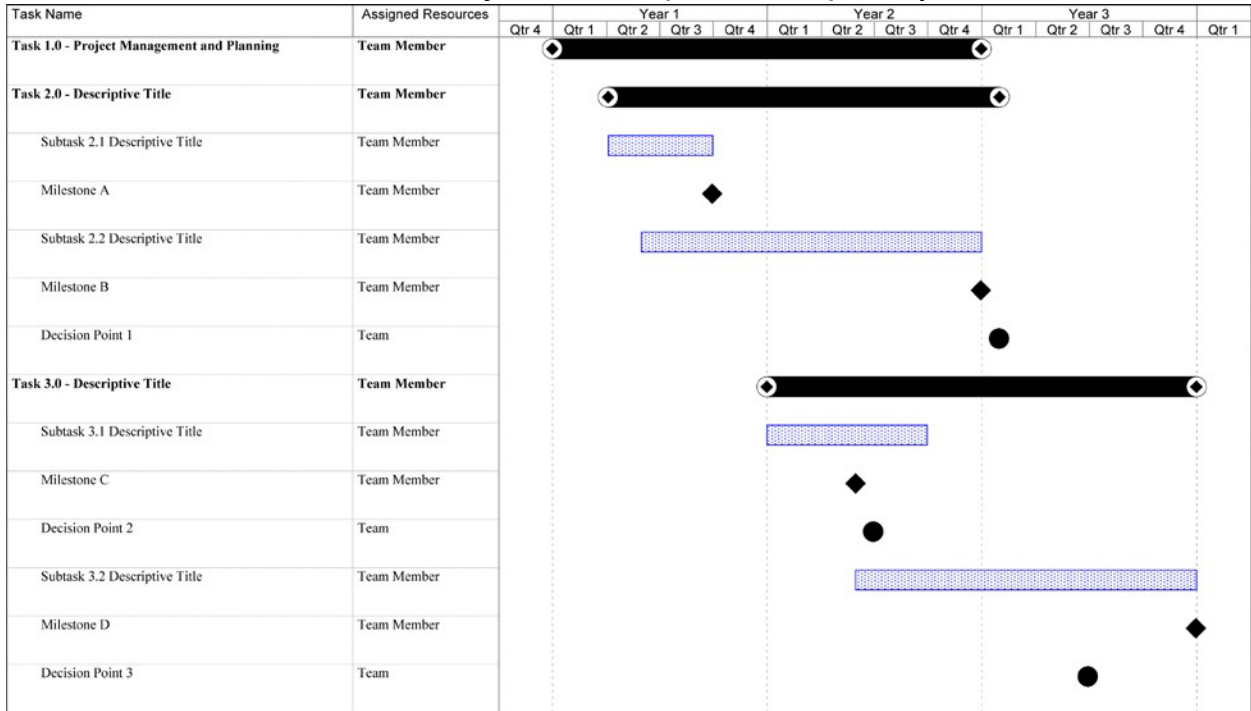 Task Name Assigned Resources Year 1 Year 2 Year 3
Qtr 4 Qtr 1 Qtr 2 Qtr 3 Qtr 4 Qtr 1 Qtr 2 Qtr 3 Qtr 4 Qtr 1 Qtr 2 Qtr 3 Qtr 4 Qtr 1
Task 1.0 - Project Management and Planning Team Member
Task 2.0 - Descriptive Title Team Member
Subtask 2.1 Descriptive Title Team Member
Milestone A Team Member
Subtask 2.2 Descriptive Title Team Member
Milestone B Team Member
Decision Point 1 Team
Task 3.0 - Descriptive Title Team Member
Subtask 3.1 Descriptive Title Team Member
Milestone C Team Member
Decision Point 2 Team
Subtask 3.2 Descriptive Title Team Member
Milestone D Team Member
Decision Point 3 Team